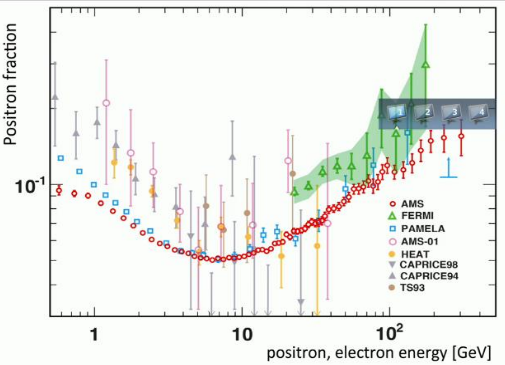 Positron fraction
1 2 3 4
10⁻¹
AMS
FERMI
PAMELA
AMS-01
HEAT
CAPRICE98
CAPRICE94
TS93
1 10 10²
positron, electron energy [GeV]